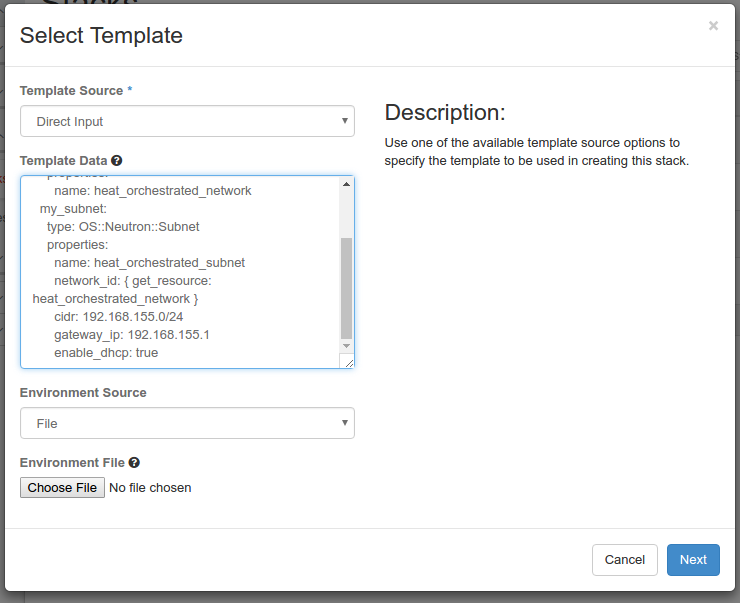 Stacks
Select Template
×
Template Source *
Direct Input
Template Data
properties:
name: heat_orchestrated_network
my_subnet:
type: OS::Neutron::Subnet
properties:
name: heat_orchestrated_subnet
network_id: { get_resource:
heat_orchestrated_network }
cidr: 192.168.155.0/24
gateway_ip: 192.168.155.1
enable_dhcp: true
Environment Source
File
Environment File
Choose File No file chosen
Description:
Use one of the available template source options to
specify the template to be used in creating this stack.
Cancel
Next